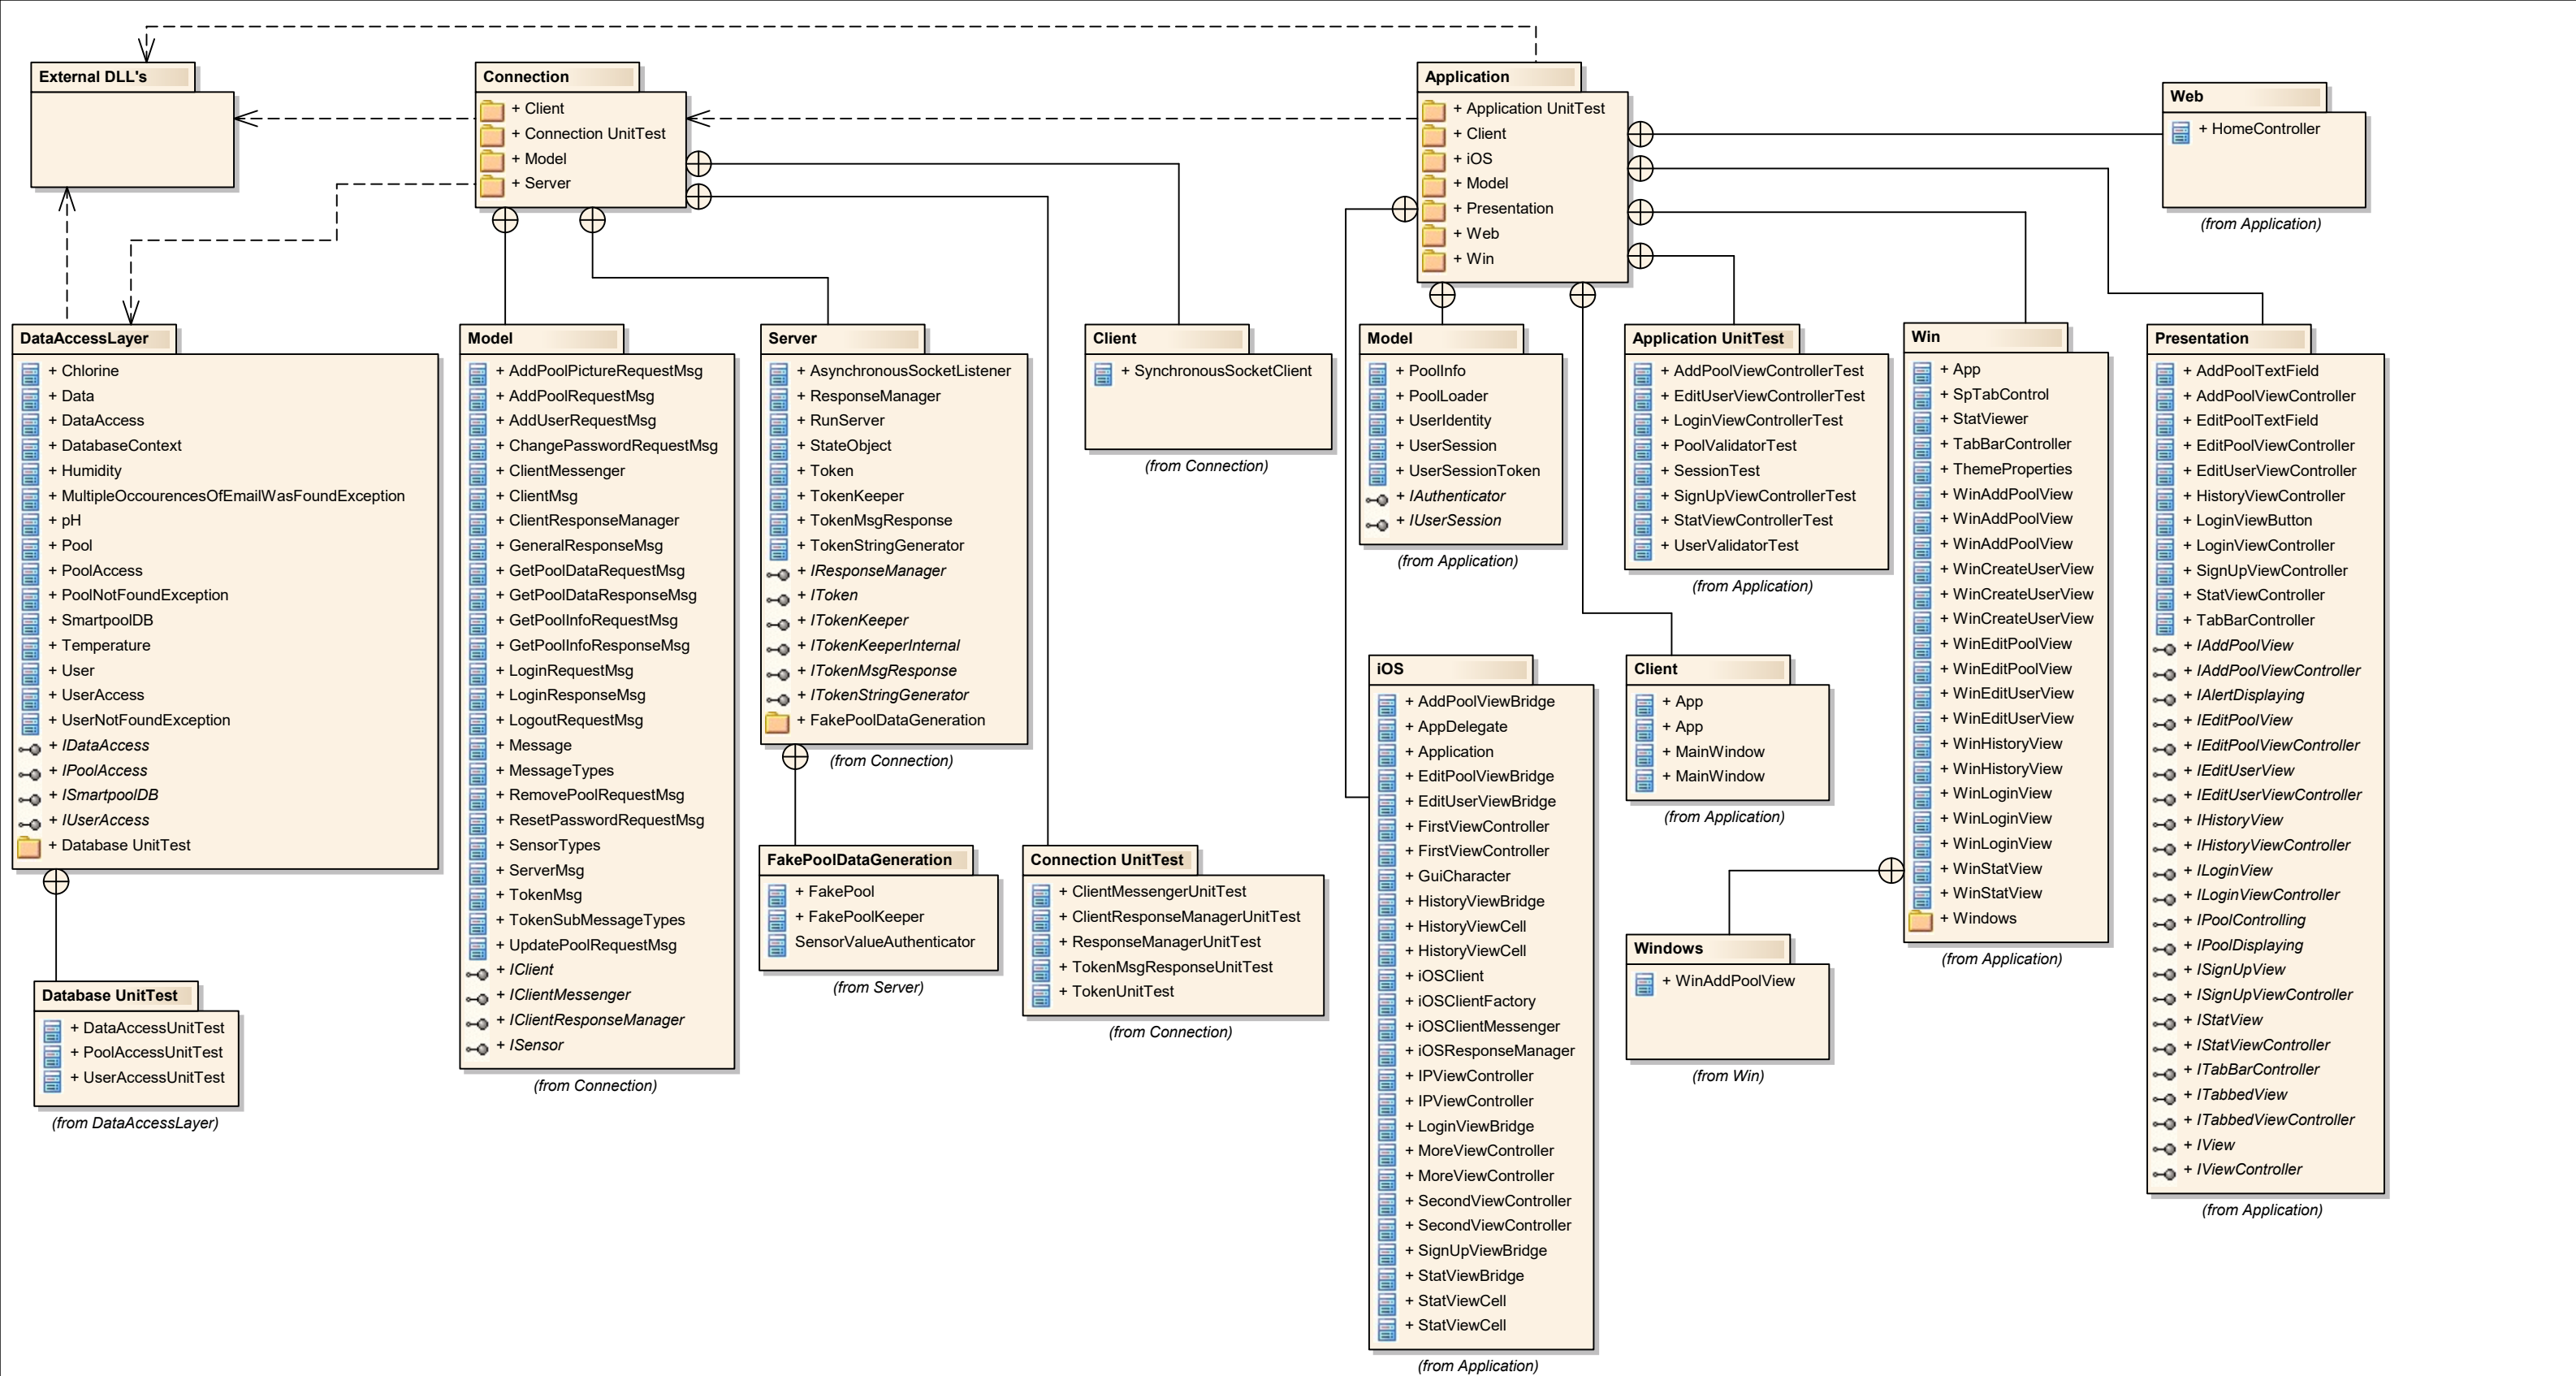 External DLL's
Connection
+ Client
+ Connection UnitTest
+ Model
+ Server
Application
+ Application UnitTest
+ Client
+ iOS
+ Model
+ Presentation
+ Web
+ Win
Web
+ HomeController
(from Application)
DataAccessLayer
+ Chlorine
+ Data
+ DataAccess
+ DatabaseContext
+ Humidity
+ MultipleOccourencesOfEmailWasFoundException
+ pH
+ Pool
+ PoolAccess
+ PoolNotFoundException
+ SmartpoolDB
+ Temperature
+ User
+ UserAccess
+ UserNotFoundException
+ IDataAccess
+ IPoolAccess
+ ISmartpoolDB
+ IUserAccess
+ Database UnitTest
Database UnitTest
+ DataAccessUnitTest
+ PoolAccessUnitTest
+ UserAccessUnitTest
(from DataAccessLayer)
Model
+ AddPoolPictureRequestMsg
+ AddPoolRequestMsg
+ AddUserRequestMsg
+ ChangePasswordRequestMsg
+ ClientMessenger
+ ClientMsg
+ ClientResponseManager
+ GeneralResponseMsg
+ GetPoolDataRequestMsg
+ GetPoolDataResponseMsg
+ GetPoolInfoRequestMsg
+ GetPoolInfoResponseMsg
+ LoginRequestMsg
+ LoginResponseMsg
+ LogoutRequestMsg
+ Message
+ MessageTypes
+ RemovePoolRequestMsg
+ ResetPasswordRequestMsg
+ SensorTypes
+ ServerMsg
+ TokenMsg
+ TokenSubMessageTypes
+ UpdatePoolRequestMsg
+ IClient
+ IClientMessenger
+ IClientResponseManager
+ ISensor
(from Connection)
Server
+ AsynchronousSocketListener
+ ResponseManager
+ RunServer
+ StateObject
+ Token
+ TokenKeeper
+ TokenMsgResponse
+ TokenStringGenerator
+ IResponseManager
+ IToken
+ ITokenKeeper
+ ITokenKeeperInternal
+ ITokenMsgResponse
+ ITokenStringGenerator
+ FakePoolDataGeneration
(from Connection)
FakePoolDataGeneration
+ FakePool
+ FakePoolKeeper
SensorValueAuthenticator
(from Server)
Connection UnitTest
+ ClientMessengerUnitTest
+ ClientResponseManagerUnitTest
+ ResponseManagerUnitTest
+ TokenMsgResponseUnitTest
+ TokenUnitTest
(from Connection)
Client
+ SynchronousSocketClient
(from Connection)
Model
+ PoolInfo
+ PoolLoader
+ UserIdentity
+ UserSession
+ UserSessionToken
+ IAuthenticator
+ IUserSession
(from Application)
iOS
+ AddPoolViewBridge
+ AppDelegate
+ Application
+ EditPoolViewBridge
+ EditUserViewBridge
+ FirstViewController
+ FirstViewController
+ GuiCharacter
+ HistoryViewBridge
+ HistoryViewCell
+ HistoryViewCell
+ iOSClient
+ iOSClientFactory
+ iOSClientMessenger
+ iOSResponseManager
+ IPViewController
+ IPViewController
+ LoginViewBridge
+ MoreViewController
+ MoreViewController
+ SecondViewController
+ SecondViewController
+ SignUpViewBridge
+ StatViewBridge
+ StatViewCell
+ StatViewCell
(from Application)
Application UnitTest
+ AddPoolViewControllerTest
+ EditUserViewControllerTest
+ LoginViewControllerTest
+ PoolValidatorTest
+ SessionTest
+ SignUpViewControllerTest
+ StatViewControllerTest
+ UserValidatorTest
(from Application)
Client
+ App
+ App
+ MainWindow
+ MainWindow
(from Application)
Windows
+ WinAddPoolView
(from Win)
Win
+ App
+ SpTabControl
+ StatViewer
+ TabBarController
+ ThemeProperties
+ WinAddPoolView
+ WinAddPoolView
+ WinAddPoolView
+ WinCreateUserView
+ WinCreateUserView
+ WinCreateUserView
+ WinEditPoolView
+ WinEditPoolView
+ WinEditUserView
+ WinEditUserView
+ WinHistoryView
+ WinHistoryView
+ WinLoginView
+ WinLoginView
+ WinLoginView
+ WinStatView
+ WinStatView
+ Windows
(from Application)
Presentation
+ AddPoolTextField
+ AddPoolViewController
+ EditPoolTextField
+ EditPoolViewController
+ EditUserViewController
+ HistoryViewController
+ LoginViewButton
+ LoginViewController
+ SignUpViewController
+ StatViewController
+ TabBarController
+ IAddPoolView
+ IAddPoolViewController
+ IAlertDisplaying
+ IEditPoolView
+ IEditPoolViewController
+ IEditUserView
+ IEditUserViewController
+ IHistoryView
+ IHistoryViewController
+ ILoginView
+ ILoginViewController
+ IPoolControlling
+ IPoolDisplaying
+ ISignUpView
+ ISignUpViewController
+ IStatView
+ IStatViewController
+ ITabBarController
+ ITabbedView
+ ITabbedViewController
+ IView
+ IViewController
(from Application)